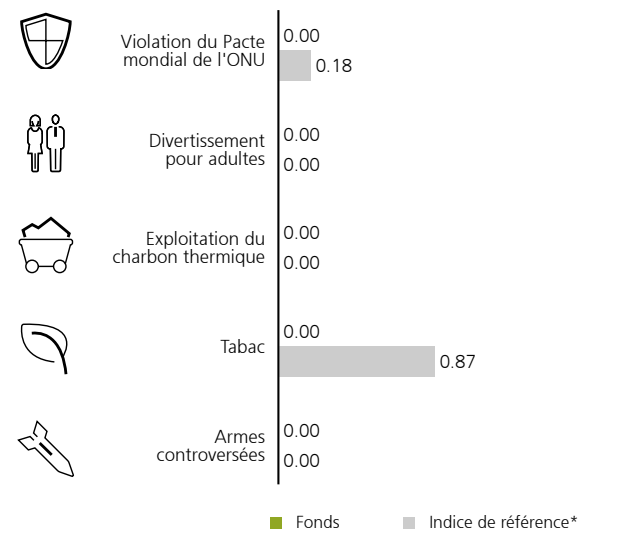 Violation du Pacte
mondial de l'ONU
0.00
0.18
Divertissement
pour adultes
0.00
0.00
Exploitation du
charbon thermique
0.00
0.00
Tabac
0.00
0.87
Armes
controversées
0.00
0.00
Fonds
Indice de référence*